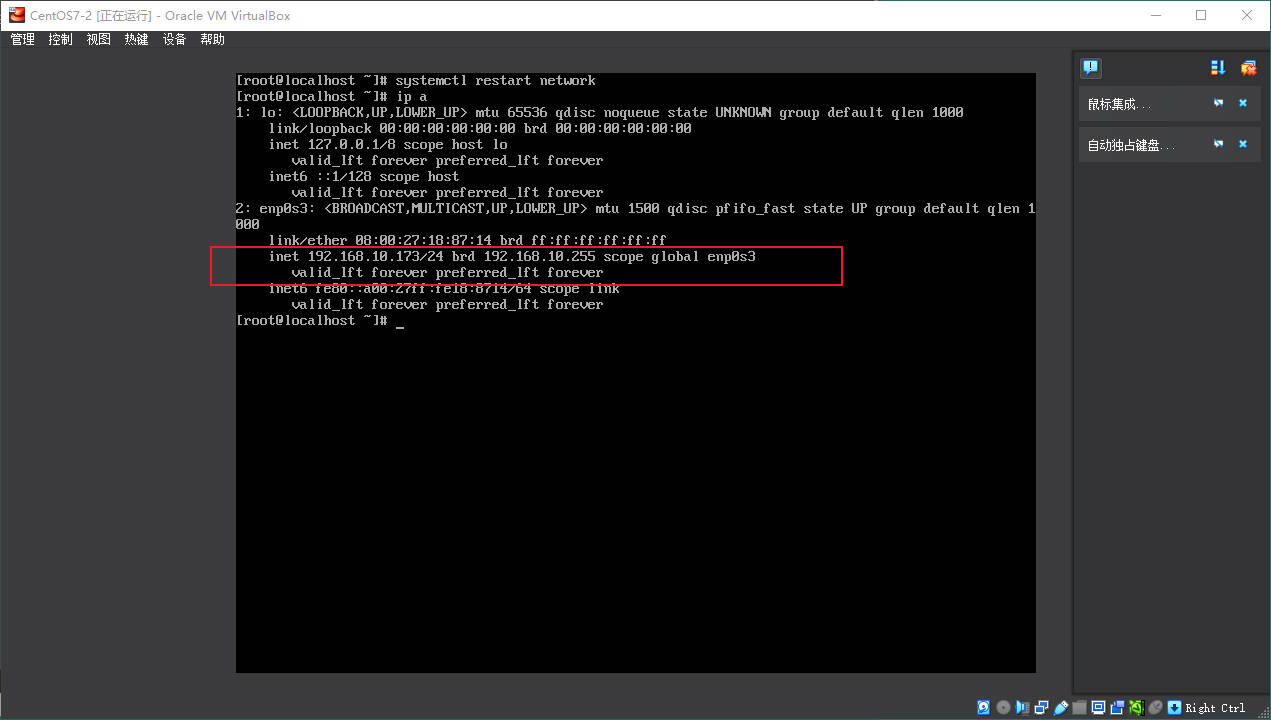 CentOS7-2 [正在运行] - Oracle VM VirtualBox
管理 控制 视图 热键 设备 帮助
[root@localhost ~]# systemctl restart network
[root@localhost ~]# ip a
1: lo: <LOOPBACK,UP,LOWER_UP> mtu 65536 qdisc noqueue state UNKNOWN group default qlen 1000
link/loopback 00:00:00:00:00:00 brd 00:00:00:00:00:00
inet 127.0.0.1/8 scope host lo
valid_lft forever preferred_lft forever
inet6 ::1/128 scope host
valid_lft forever preferred_lft forever
2: enp0s3: <BROADCAST,MULTICAST,UP,LOWER_UP> mtu 1500 qdisc pfifo_fast state UP group default qlen 1
000
link/ether 08:00:27:18:87:14 brd ff:ff:ff:ff:ff:ff
inet 192.168.10.173/24 brd 192.168.10.255 scope global enp0s3
valid_lft forever preferred_lft forever
inet6 fe80::a00:27ff:fe18:8714/64 scope link
valid_lft forever preferred_lft forever
[root@localhost ~]# _
鼠标集成...
自动独占键盘...
Right Ctrl